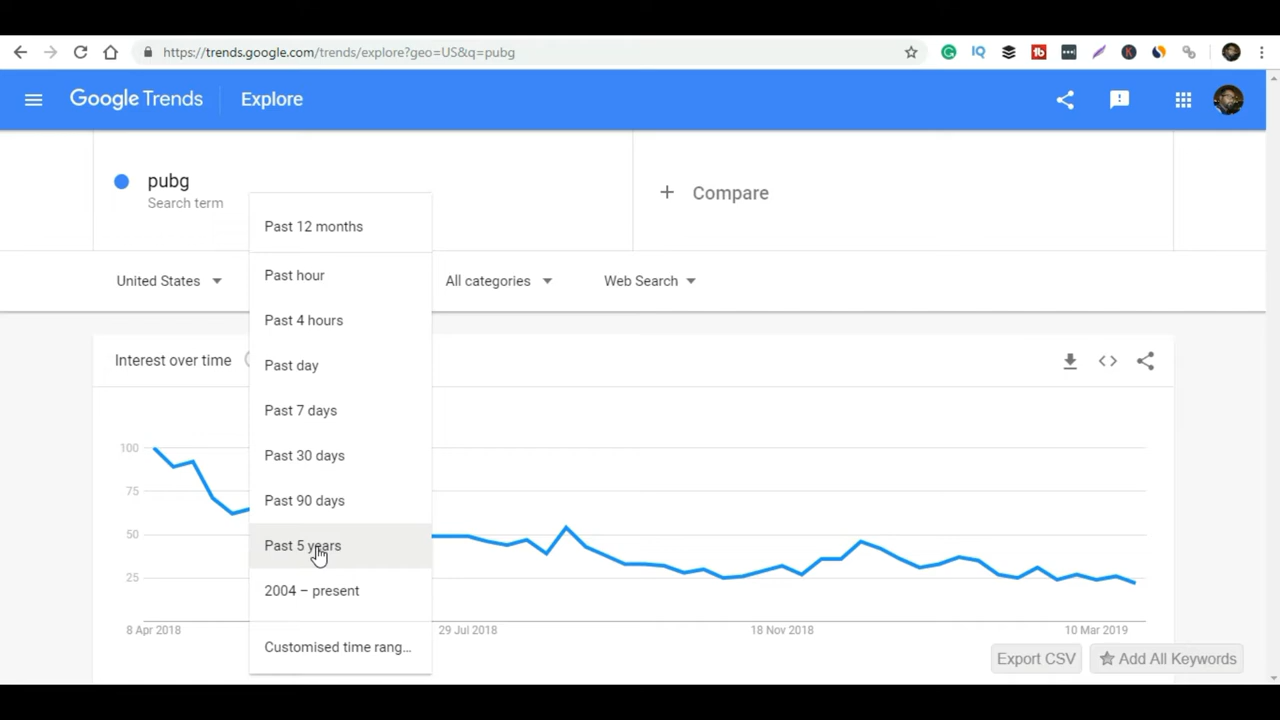 https://trends.google.com/trends/explore?geo=US&q=pubg
Google Trends
Explore
pubg
Search term
+ Compare
United States
All categories
Web Search
Past 12 months
Past hour
Past 4 hours
Past day
Past 7 days
Past 30 days
Past 90 days
Past 5 years
2004 – present
Customised time rang...
Interest over time
100
75
50
25
8 Apr 2018
29 Jul 2018
18 Nov 2018
10 Mar 2019
Export CSV
Add All Keywords